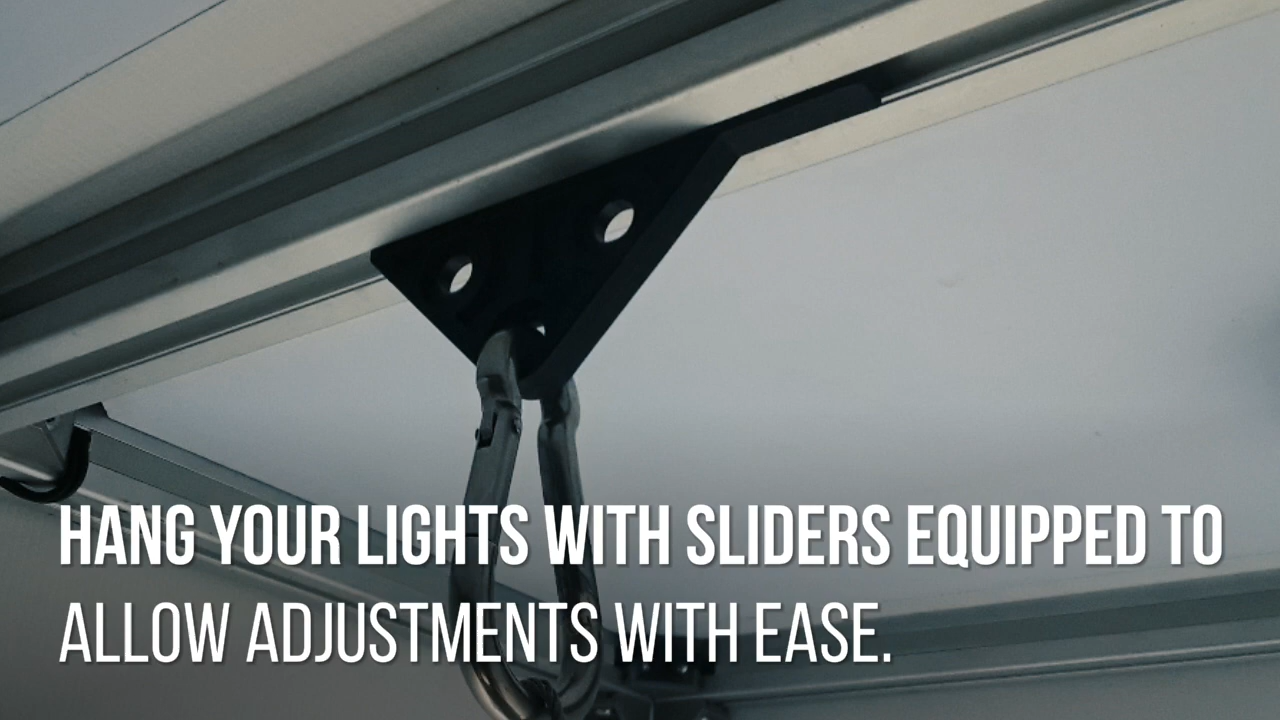 HANG YOUR LIGHTS WITH SLIDERS EQUIPPED TO
ALLOW ADJUSTMENTS WITH EASE.